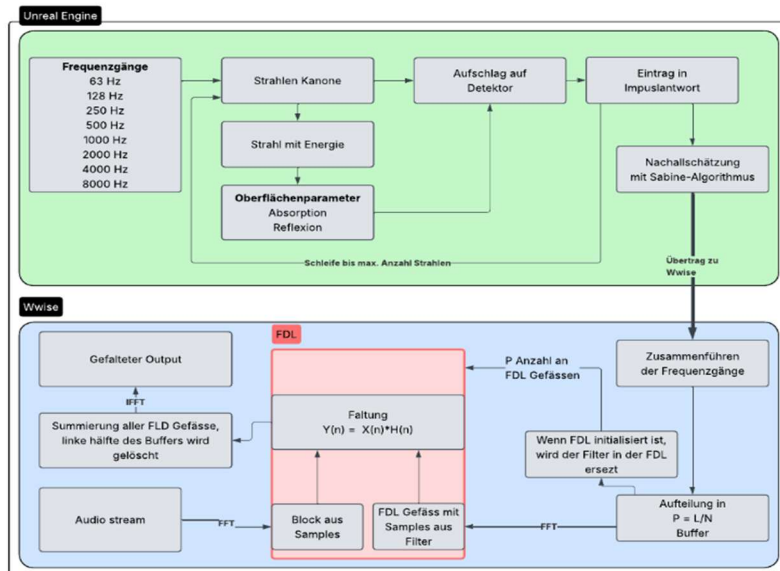 Unreal Engine
Frequenzgänge
63 Hz
128 Hz
250 Hz
500 Hz
1000 Hz
2000 Hz
4000 Hz
8000 Hz
Strahlen Kanone
Aufschlag auf
Detektor
Eintrag in
Impuslantwort
Strahl mit Energie
Nachallschätzung
mit Sabine-Algorithmus
Oberflächenparameter
Absorption
Reflexion
Schleife bis max. Anzahl Strahlen
Übertrag zu
Wwise
Wwise
FDL
Gefalteter Output
P Anzahl an
FDL Gefässen
Zusammenführen
der Frequenzgänge
IFFT
Faltung
Y(n) = X(n)*H(n)
Summierung aller FLD Gefässe,
linke hälfte des Buffers wird
gelöscht
Wenn FDL initialisiert ist,
wird der Filter in der FDL
ersezt
Audio stream
FFT
Block aus
Samples
FDL Gefäss mit
Samples aus
Filter
FFT
Aufteilung in
P = L/N
Buffer